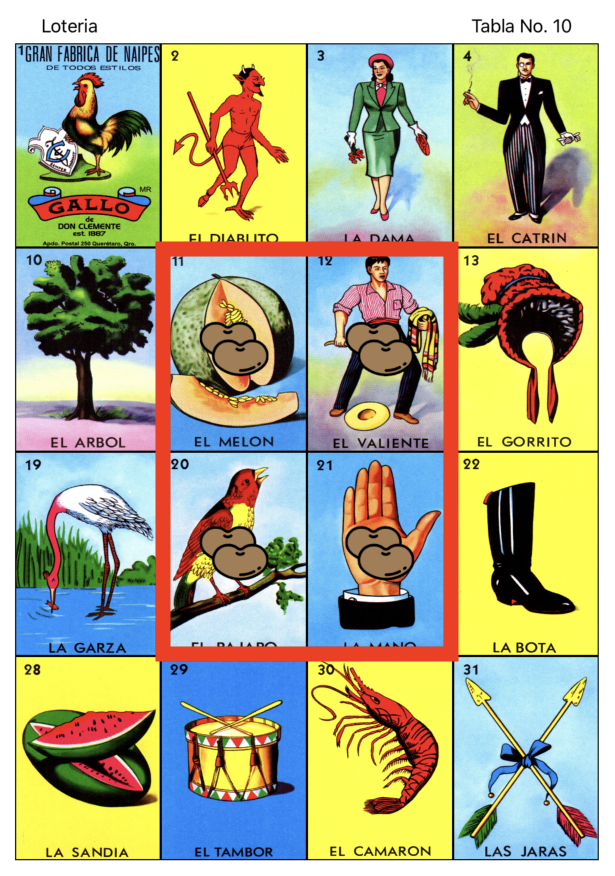 Loteria Tabla No. 10
1 GRAN FABRICA DE NAIPES
DE TODOS ESTILOS
MR
GALLO
de
DON CLEMENTE
est. 1887
Apdo. Postal 250 Querétaro, Qro.
2
EL DIABLITO
3
LA DAMA
4
EL CATRIN
10
EL ARBOL
11
EL MELON
12
EL VALIENTE
13
EL GORRITO
19
LA GARZA
20
EL PAJARO
21
LA MANO
22
LA BOTA
28
LA SANDIA
29
EL TAMBOR
30
EL CAMARON
31
LAS JARAS